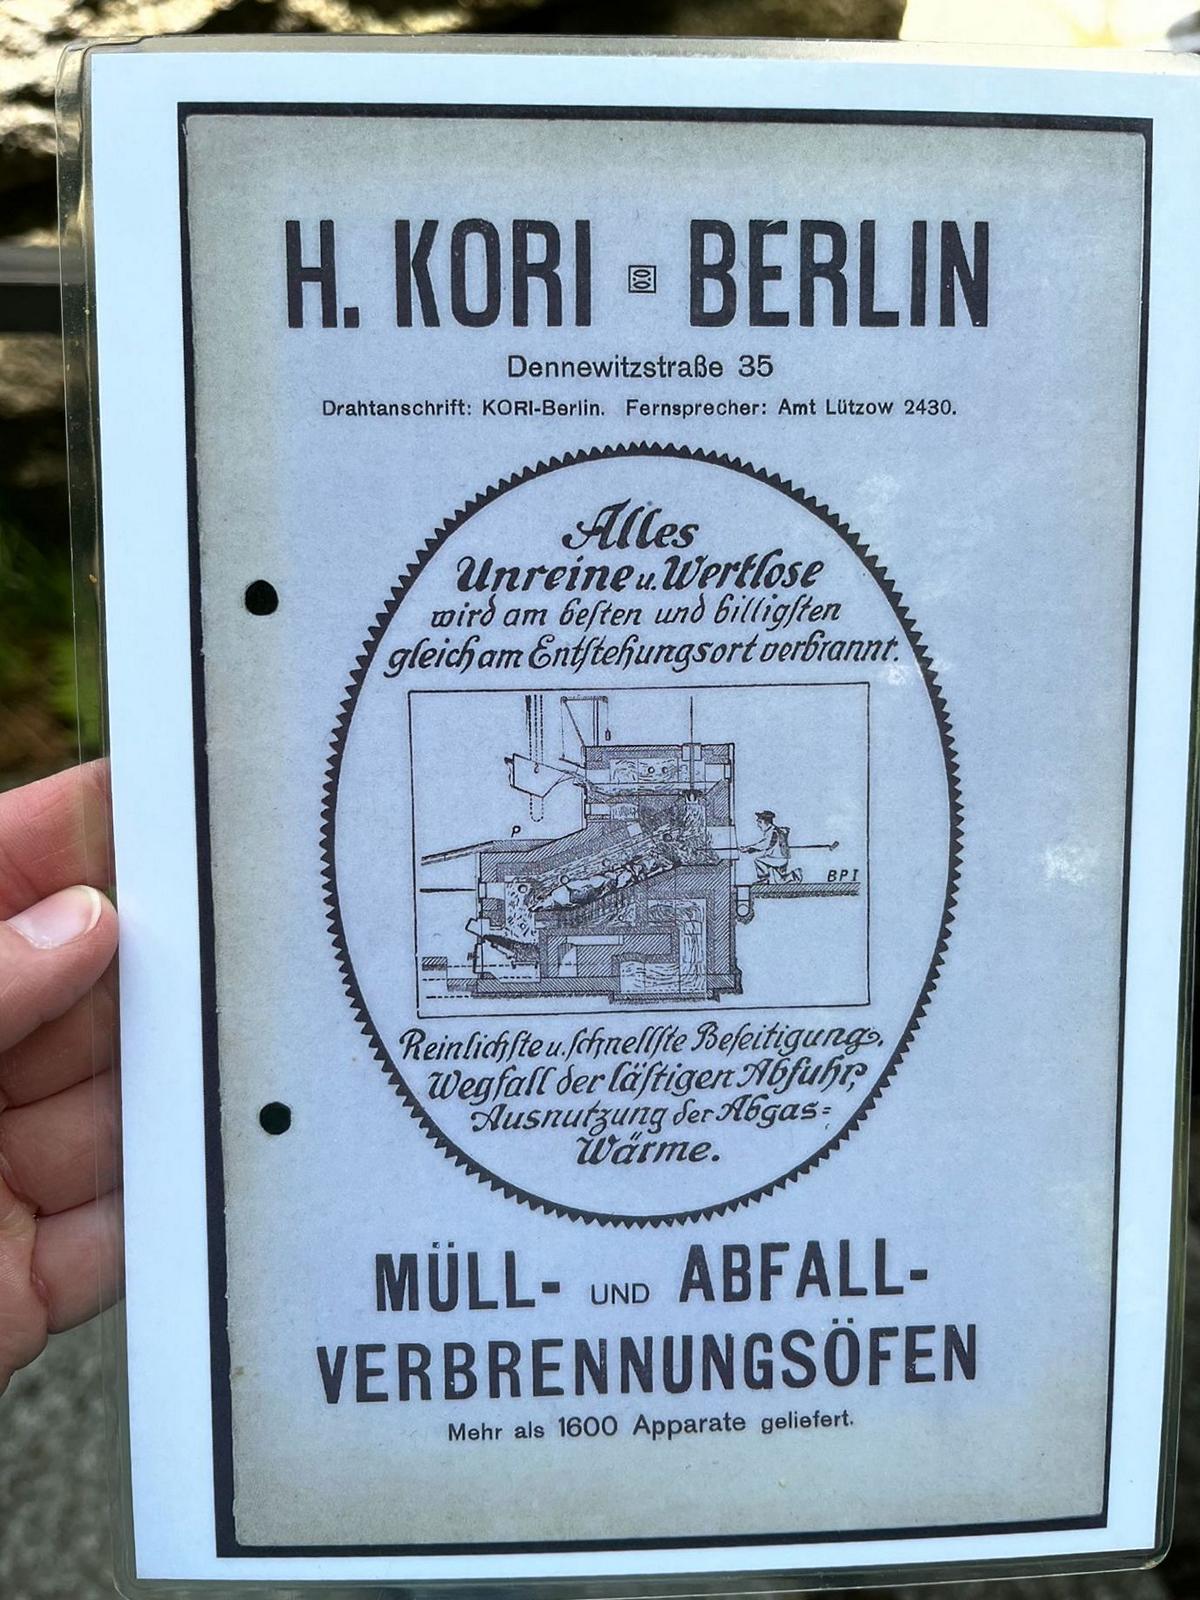 H. KORI BERLIN
Dennewitzstraße 35
Drahtanschrift: KORI-Berlin. Fernsprecher: Amt Lützow 2430.
Alles
Unreine u. Wertlose
wird am beſten und billigſten
gleich am Entſtehungsort verbrannt.
P
BPI
Reinlichſte u. ſchnellſte Beſeitigung,
Wegfall der läſtigen Abfuhr,
Ausnutzung der Abgas=
Wärme.
MÜLL- UND ABFALL-
VERBRENNUNGSÖFEN
Mehr als 1600 Apparate geliefert.